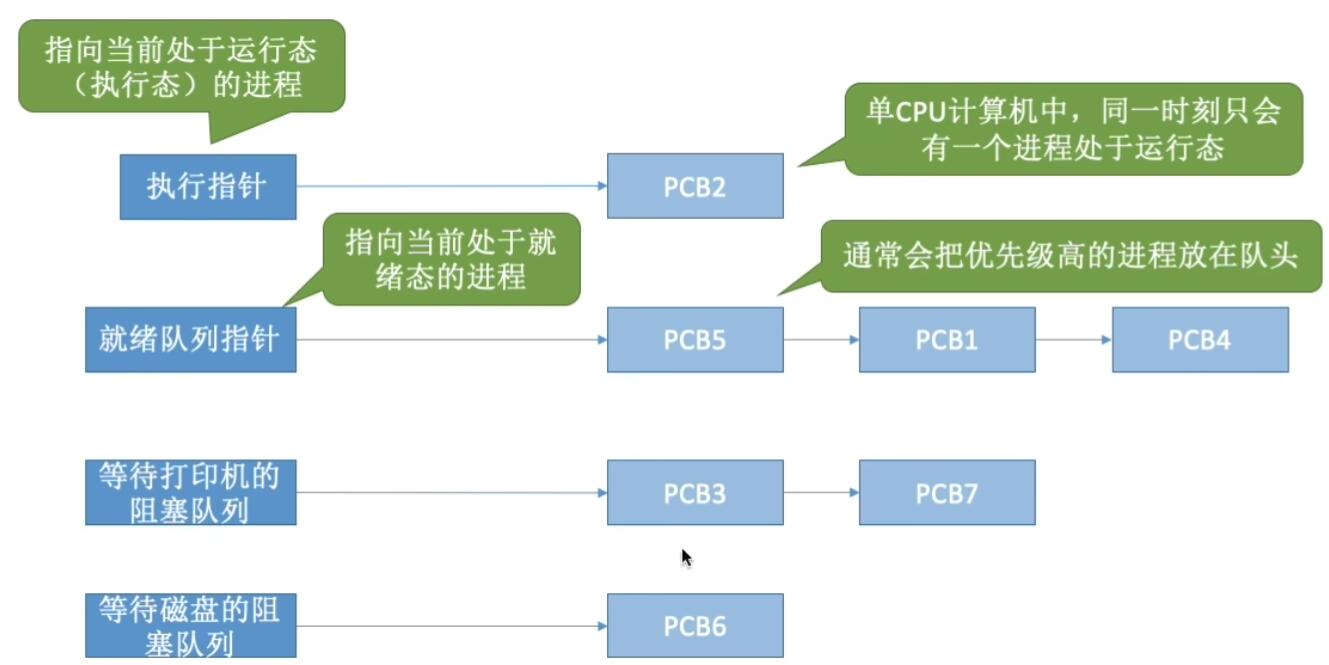 指向当前处于运行态
（执行态）的进程
单CPU计算机中，同一时刻只会
有一个进程处于运行态
执行指针
PCB2
指向当前处于就
绪态的进程
通常会把优先级高的进程放在队头
就绪队列指针
PCB5
PCB1
PCB4
等待打印机的
阻塞队列
PCB3
PCB7
等待磁盘的阻
塞队列
PCB6